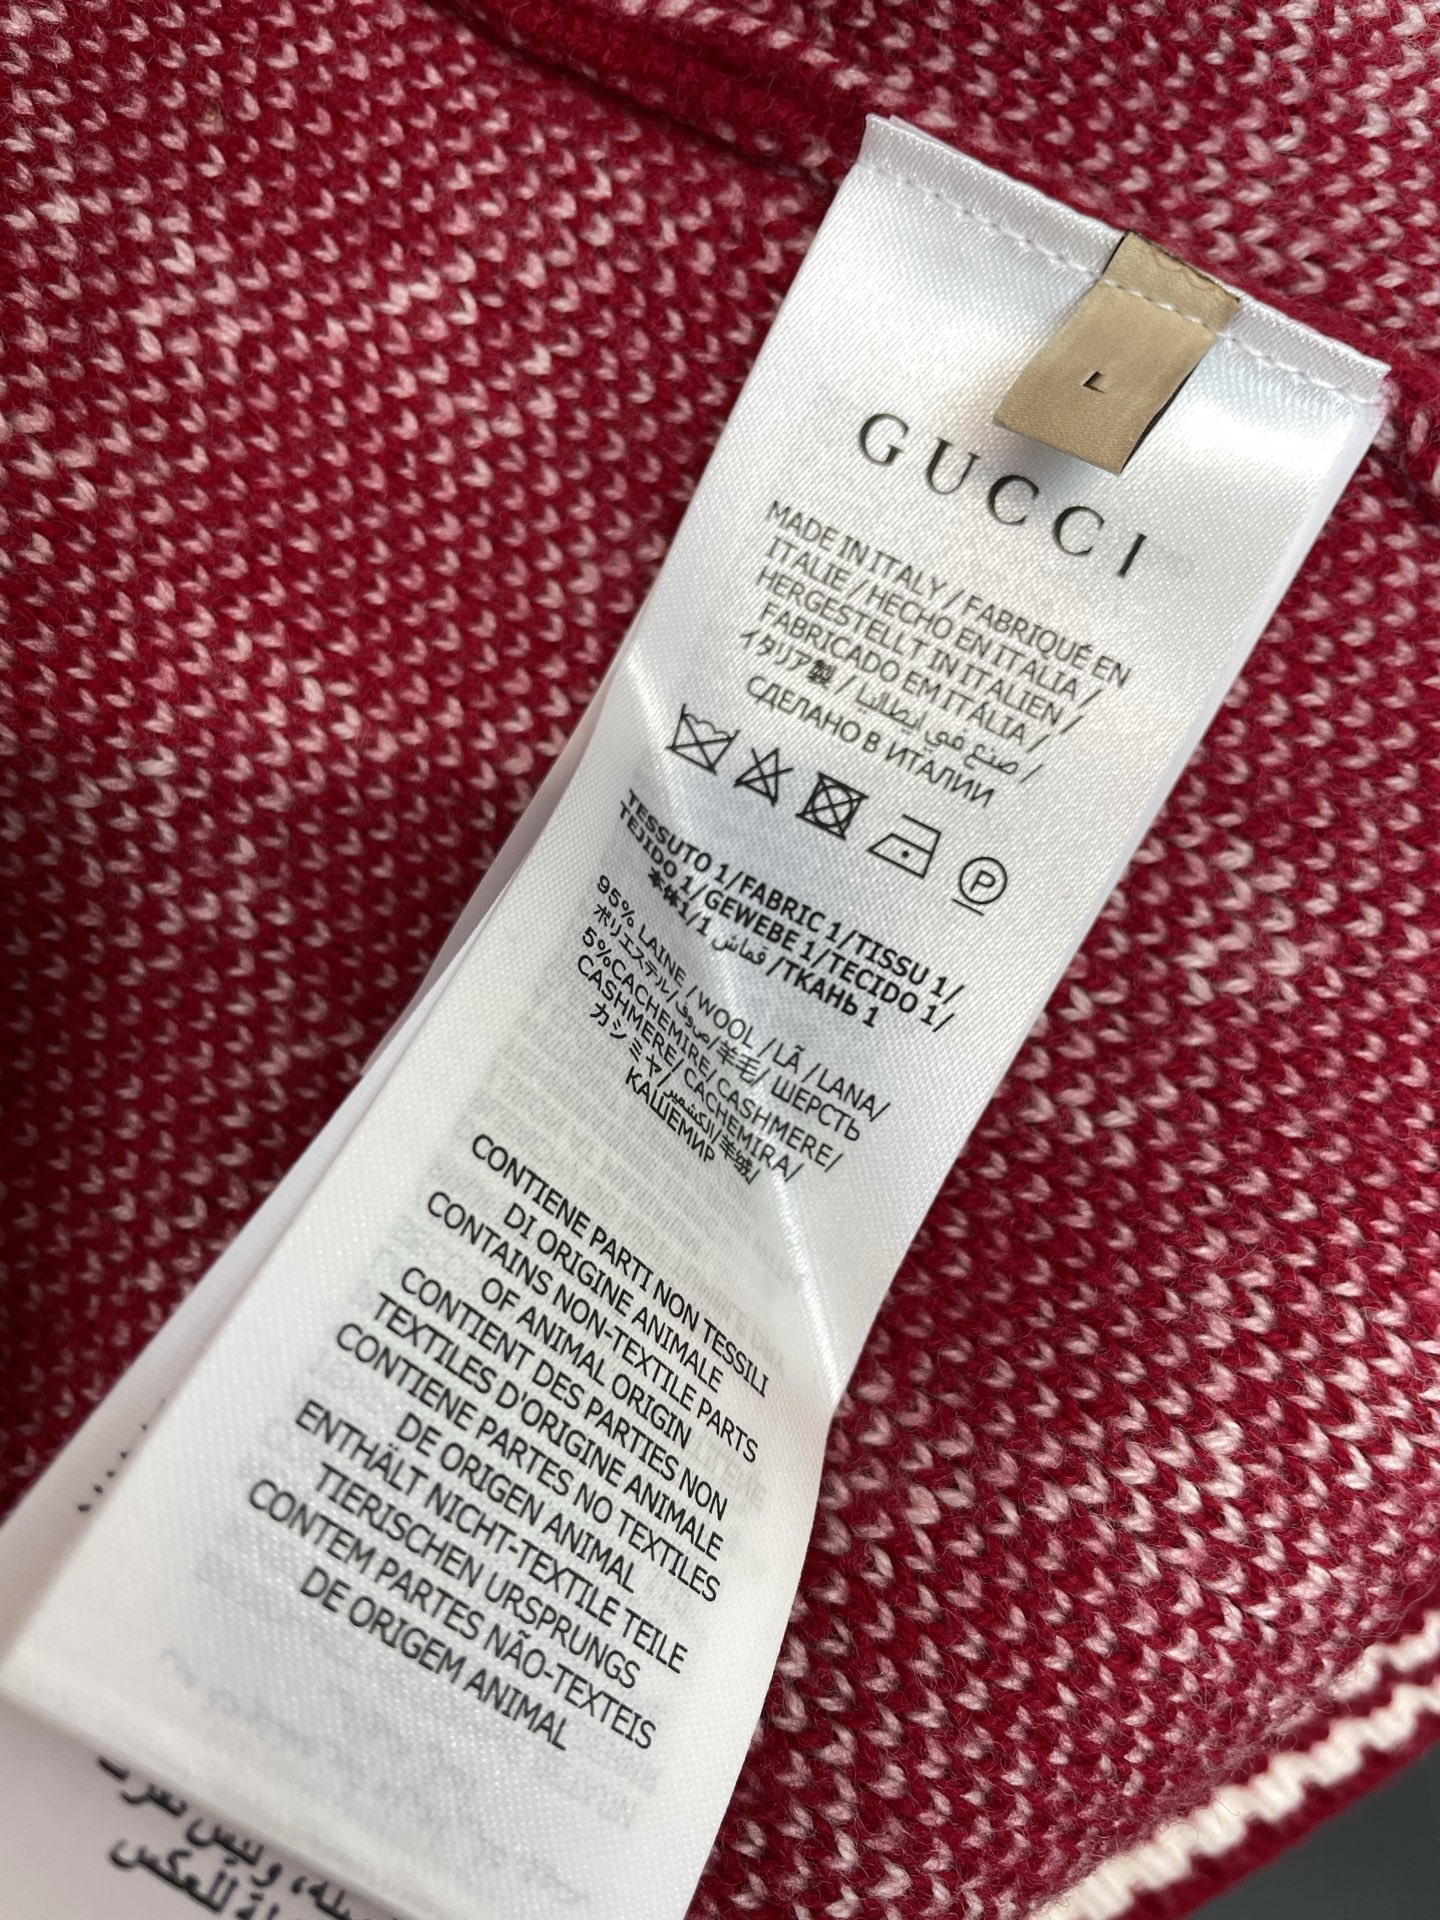 L
GUCCI
MADE IN ITALY / FABRIQUÉ EN
ITALIE / HECHO EN ITALIA /
HERGESTELLT IN ITALIEN /
FABRICADO EM ITÁLIA /
イタリア製 / صنع في إيطاليا /
СДЕЛАНО В ИТАЛИИ
P
TESSUTO 1/FABRIC 1/TISSU 1/
TEJIDO 1/GEWEBE 1/TECIDO 1/
本体1/1 قماش /ТКАНЬ 1
95% LAINE / WOOL / LÃ / LANA/
ポリエステル/صوف/羊毛/ ШЕРСТЬ
5%CACHEMIRE/ CASHMERE/
CASHMERE/ CACHEMIRA/
カシミヤ/الكشمير/羊绒/
КАШЕМИР
CONTIENE PARTI NON TESSILI
DI ORIGINE ANIMALE
CONTAINS NON-TEXTILE PARTS
OF ANIMAL ORIGIN
CONTIENT DES PARTIES NON
TEXTILES D'ORIGINE ANIMALE
CONTIENE PARTES NO TEXTILES
DE ORIGEN ANIMAL
ENTHÄLT NICHT-TEXTILE TEILE
TIERISCHEN URSPRUNGS
CONTEM PARTES NÃO-TEXTEIS
DE ORIGEM ANIMAL
وليس
للعكس